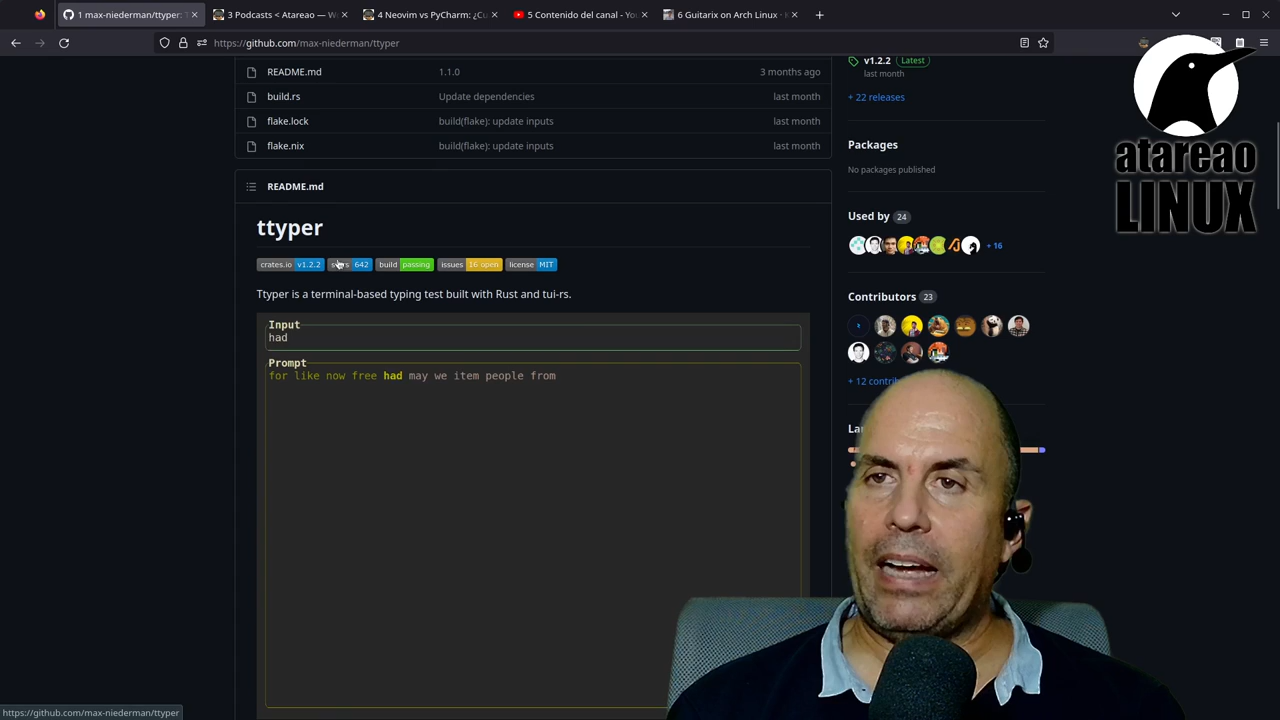 1 max-niederman/ttyper: T
3 Podcasts < Atareao — We
4 Neovim vs PyCharm: ¿Cu
5 Contenido del canal - You
6 Guitarix on Arch Linux · K
https://github.com/max-niederman/ttyper
README.md 1.1.0 3 months ago
build.rs Update dependencies last month
flake.lock build(flake): update inputs last month
flake.nix build(flake): update inputs last month
v1.2.2 Latest
last month
+ 22 releases
Packages
No packages published
Used by 24
+ 16
Contributors 23
+ 12 contri
README.md
ttyper
crates.io v1.2.2 642 build passing issues 16 open license MIT
Ttyper is a terminal-based typing test built with Rust and tui-rs.
Input
had
Prompt
for like now free had may we item people from
atareao
LINUX
https://github.com/max-niederman/ttyper